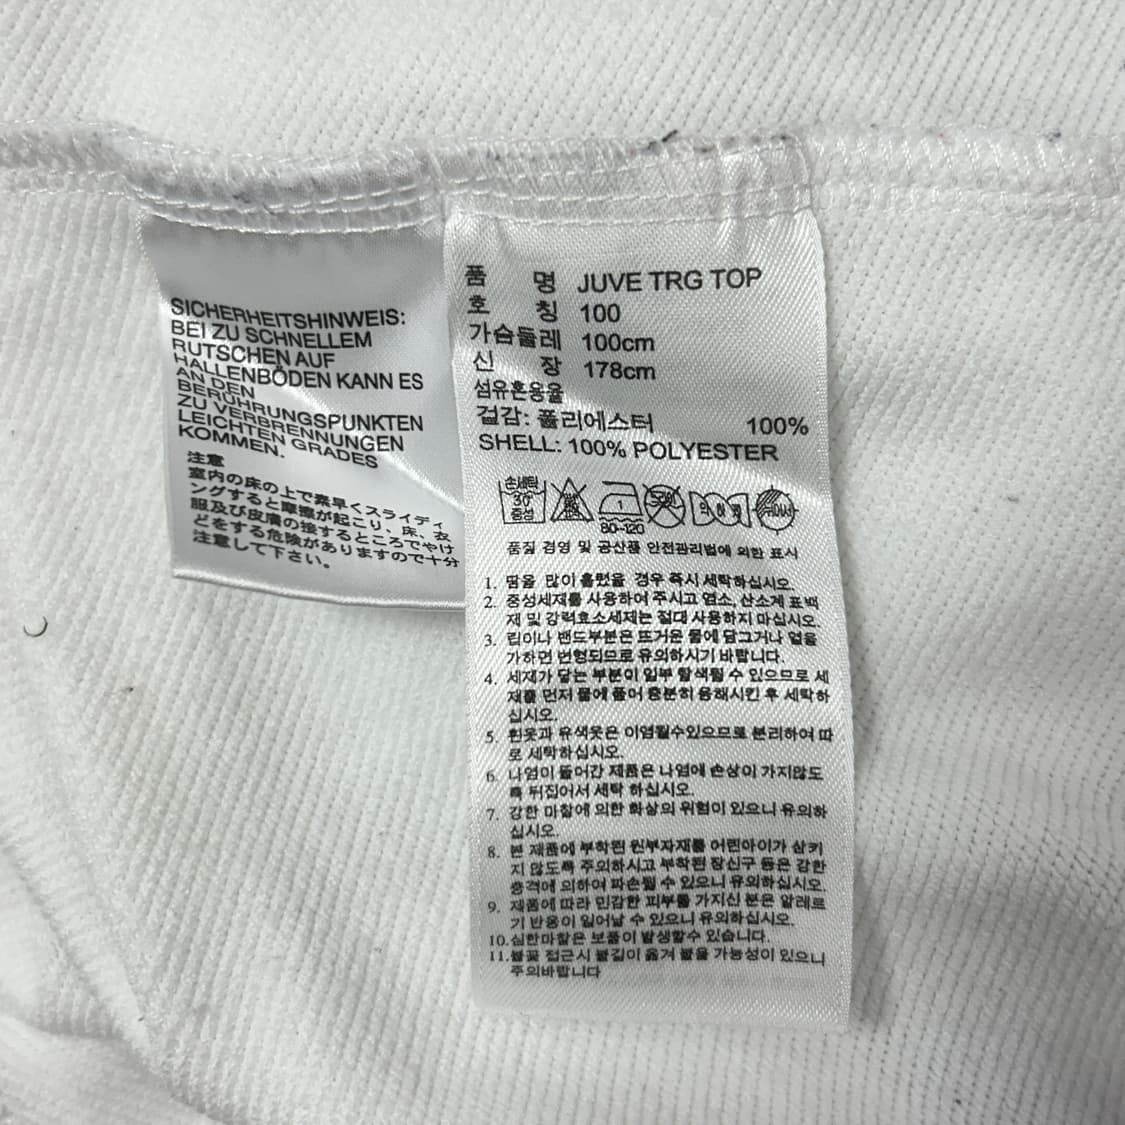 SICHERHEITSHINWEIS:
BEI ZU SCHNELLEM
RUTSCHEN AUF
HALLENBÖDEN KANN ES
AN DEN
BERÜHRUNGSPUNKTEN
ZU VERBRENNUNGEN
LEICHTEN GRADES
KOMMEN.
注意
室内の床の上で素早くスライディ
ングすると摩擦が起こり、床、衣
服及び皮膚の接するところでやけ
どをする危険がありますので十分
注意して下さい。
품 명 JUVE TRG TOP
호 칭 100
가슴둘레 100cm
신 장 178cm
섬유혼용율
겉감: 폴리에스터 100%
SHELL: 100% POLYESTER
손세탁
30°
중성
1
80~120
약 하 게
품질 경영 및 공산품 안전관리법에 의한 표시
1. 땀을 많이 흘렸을 경우 즉시 세탁하십시오.
2. 중성세재를 사용하여 주시고 염소, 산소계 표백
재 및 강력효소세제는 절대 사용하지 마십시오.
3. 립이나 밴드부분은 뜨거운 물에 담그거나 열을
가하면 변형되므로 유의하시기 바랍니다.
4. 세재가 닿는 부분이 일부 탈색될 수 있으므로 세
재를 먼저 물에 풀어 충분히 용해시킨 후 세탁하
십시오.
5. 흰옷과 유색옷은 이염될수있으므로 분리하여 따
로 세탁하십시오.
6. 나염이 들어간 제품은 나염에 손상이 가지않도
록 뒤집어서 세탁 하십시오.
7. 강한 마찰에 의한 화상의 위험이 있으니 유의하
십시오.
8. 본 제품에 부착된 원부자재를 어린아이가 삼키
지 않도록 주의하시고 부착된 장신구 등은 강한
충격에 의하여 파손될 수 있으니 유의하십시오.
9. 제품에 따라 민감한 피부를 가지신 분은 알레르
기 반응이 일어날 수 있으니 유의하십시오.
10.심한마찰은 보풀이 발생할수 있습니다.
11.불꽃 접근시 불길이 옮겨 붙을 가능성이 있으니
주의바랍니다